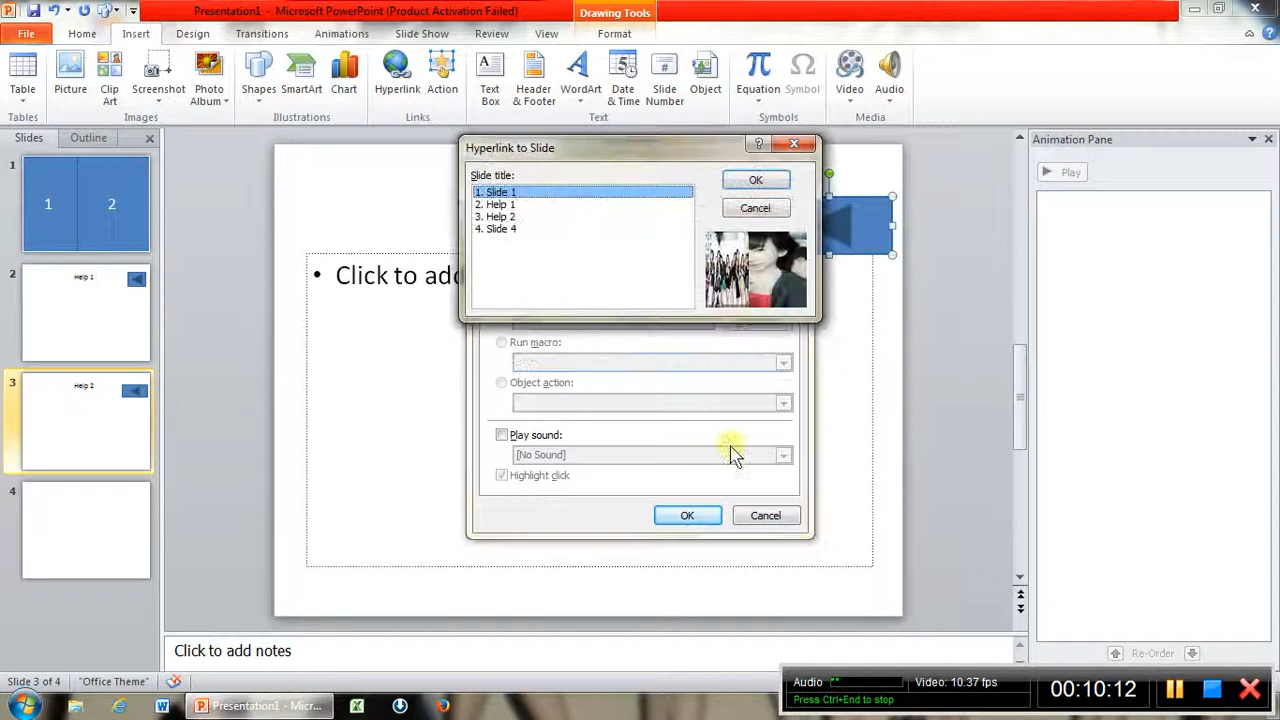 Presentation1 - Microsoft PowerPoint (Product Activation Failed)
Drawing Tools
File Home Insert Design Transitions Animations Slide Show Review View Format
Table
Picture
Clip Art
Screenshot
Photo Album
Shapes
SmartArt
Chart
Hyperlink
Action
Text Box
Header & Footer
WordArt
Date & Time
Slide Number
Object
Equation
Symbol
Video
Audio
Tables Images Illustrations Links Text Symbols Media
Slides Outline
1
1 2
2
Help 1
3
Help 2
4
Hyperlink to Slide
Slide title:
1. Slide 1
2. Help 1
3. Help 2
4. Slide 4
OK
Cancel
• Click to add
Run macro:
Object action:
Play sound:
[No Sound]
Highlight click
OK Cancel
Animation Pane
Play
Re-Order
Click to add notes
Slide 3 of 4 "Office Theme"
Presentation1 - Micr...
Audio Video: 10.37 fps
Press Ctrl+End to stop
00:10:12